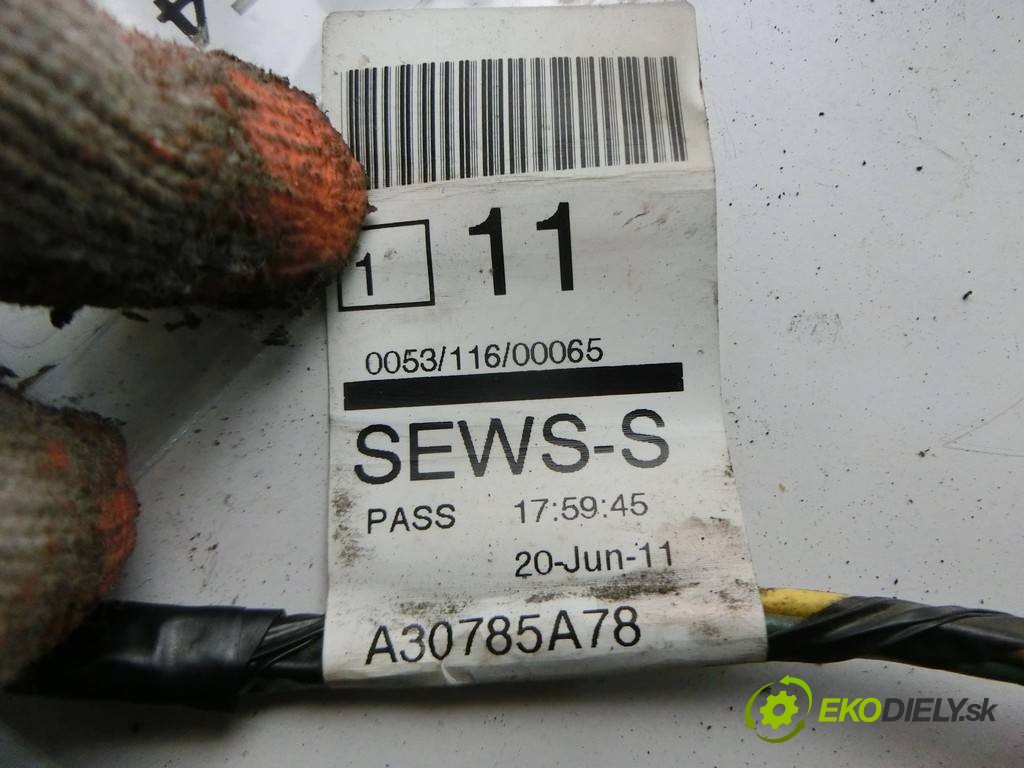 1 11
0053/116/00065
SEWS-S
PASS 17:59:45
20-Jun-11
A30785A78
EKODIELY.sk